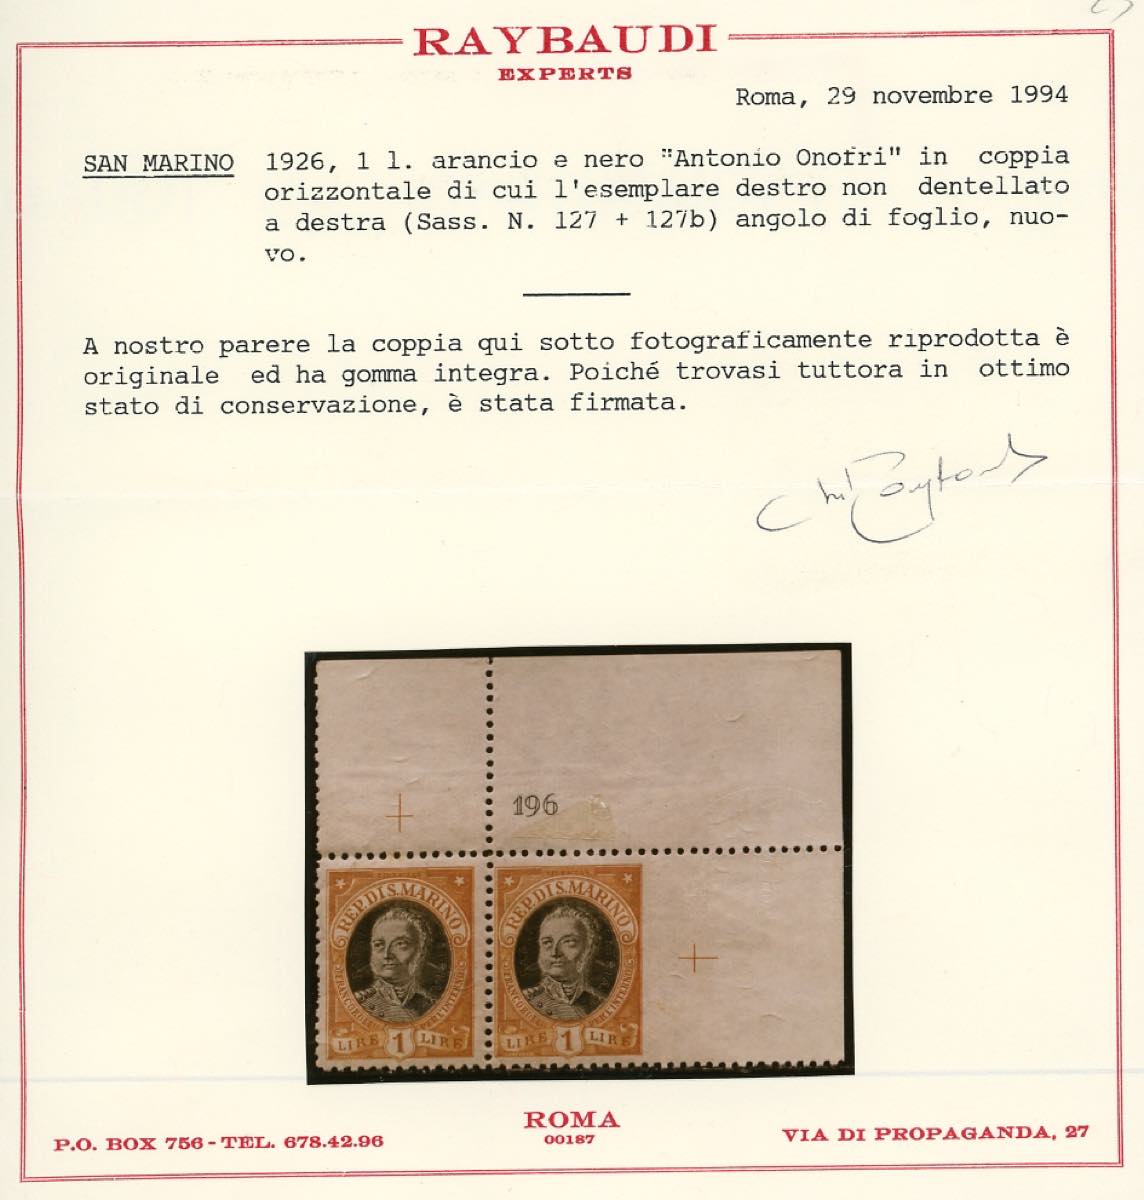 RAYBAUDI
EXPERTS
Roma, 29 novembre 1994
SAN MARINO 1926, 1 l. arancio e nero "Antonio Onofri" in coppia
orizzontale di cui l'esemplare destro non dentellato
a destra (Sass. N. 127 + 127b) angolo di foglio, nuo-
vo.
A nostro parere la coppia qui sotto fotograficamente riprodotta è
originale ed ha gomma integra. Poiché trovasi tuttora in ottimo
stato di conservazione, è stata firmata.
196
REP. DI S. MARINO
LIRE 1 LIRE
REP. DI S. MARINO
LIRE 1 LIRE
ROMA
00187
P.O. BOX 756 - TEL. 678.42.96
VIA DI PROPAGANDA, 27